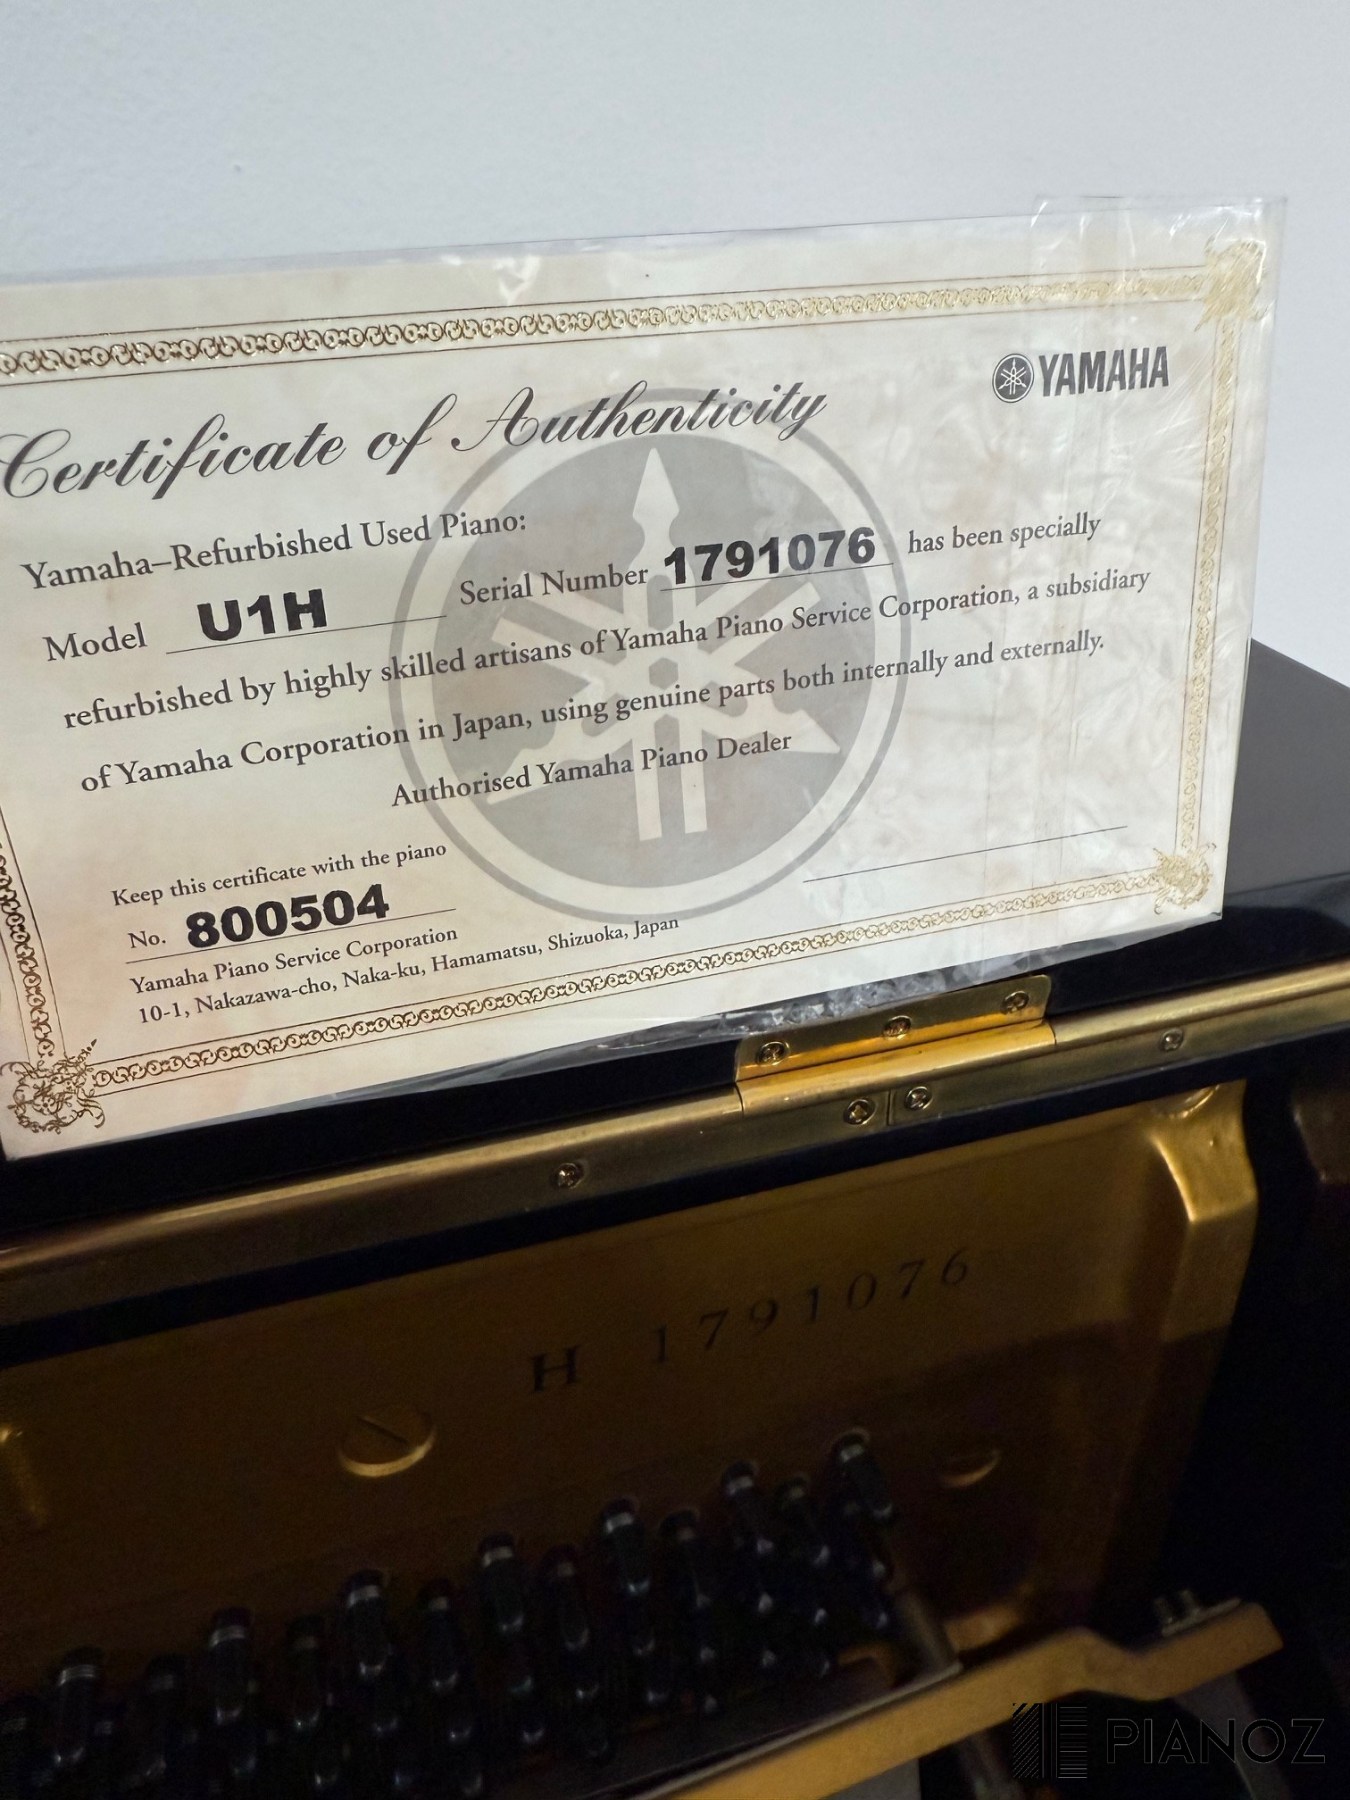 YAMAHA
Certificate of Authenticity
Yamaha–Refurbished Used Piano:
Model U1H Serial Number 1791076 has been specially
refurbished by highly skilled artisans of Yamaha Piano Service Corporation, a subsidiary
of Yamaha Corporation in Japan, using genuine parts both internally and externally.
Authorised Yamaha Piano Dealer
Keep this certificate with the piano
No. 800504
Yamaha Piano Service Corporation
10-1, Nakazawa-cho, Naka-ku, Hamamatsu, Shizuoka, Japan
H 1791076
PIANOZ